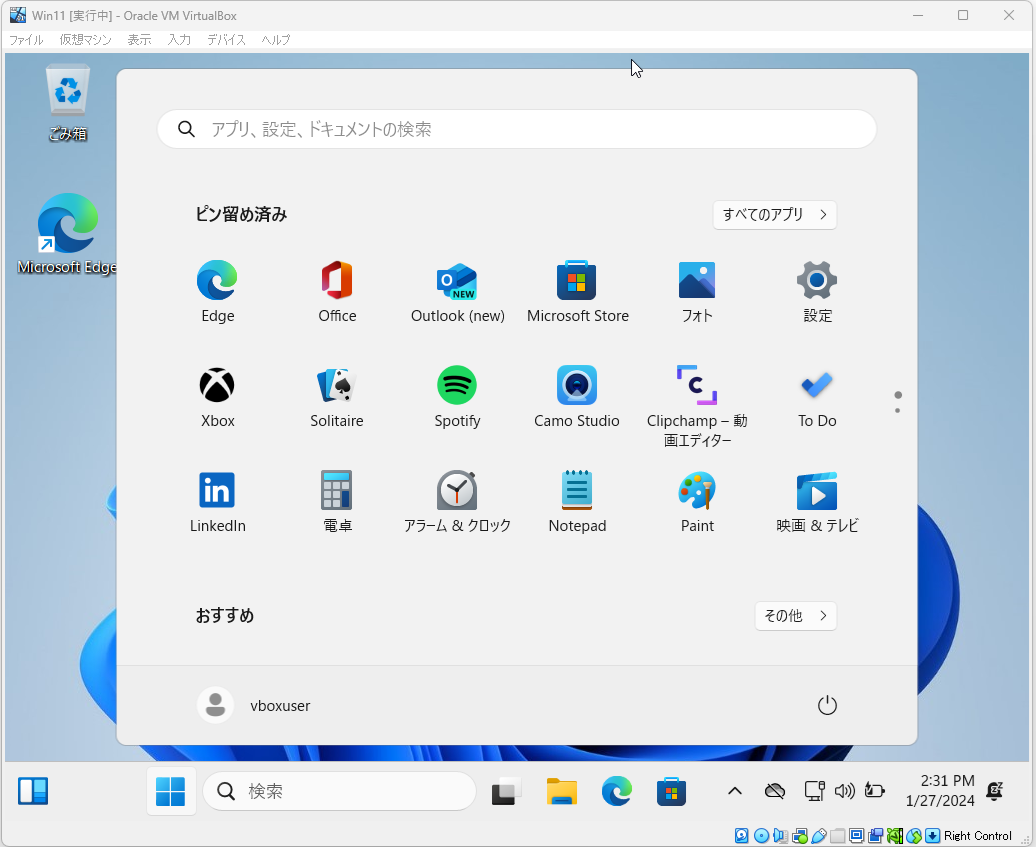 Win11 [実行中] - Oracle VM VirtualBox
ファイル 仮想マシン 表示 入力 デバイス ヘルプ
ごみ箱
Microsoft Edge
アプリ、設定、ドキュメントの検索
ピン留め済み
すべてのアプリ
NEW
Edge
Office
Outlook (new)
Microsoft Store
フォト
設定
Xbox
Solitaire
Spotify
Camo Studio
Clipchamp – 動
画エディター
To Do
LinkedIn
電卓
アラーム & クロック
Notepad
Paint
映画 & テレビ
おすすめ
その他
vboxuser
検索
2:31 PM
1/27/2024
Right Control